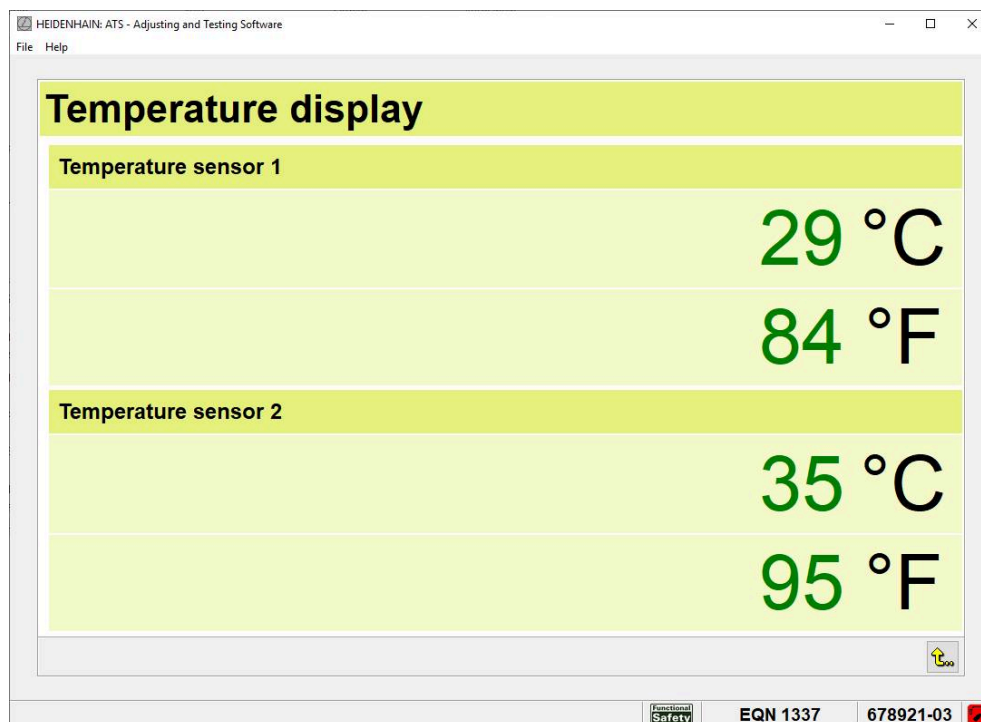 HEIDENHAIN: ATS - Adjusting and Testing Software
File Help
Temperature display
Temperature sensor 1
29 °C
84 °F
Temperature sensor 2
35 °C
95 °F
Functional
Safety
EQN 1337
678921-03